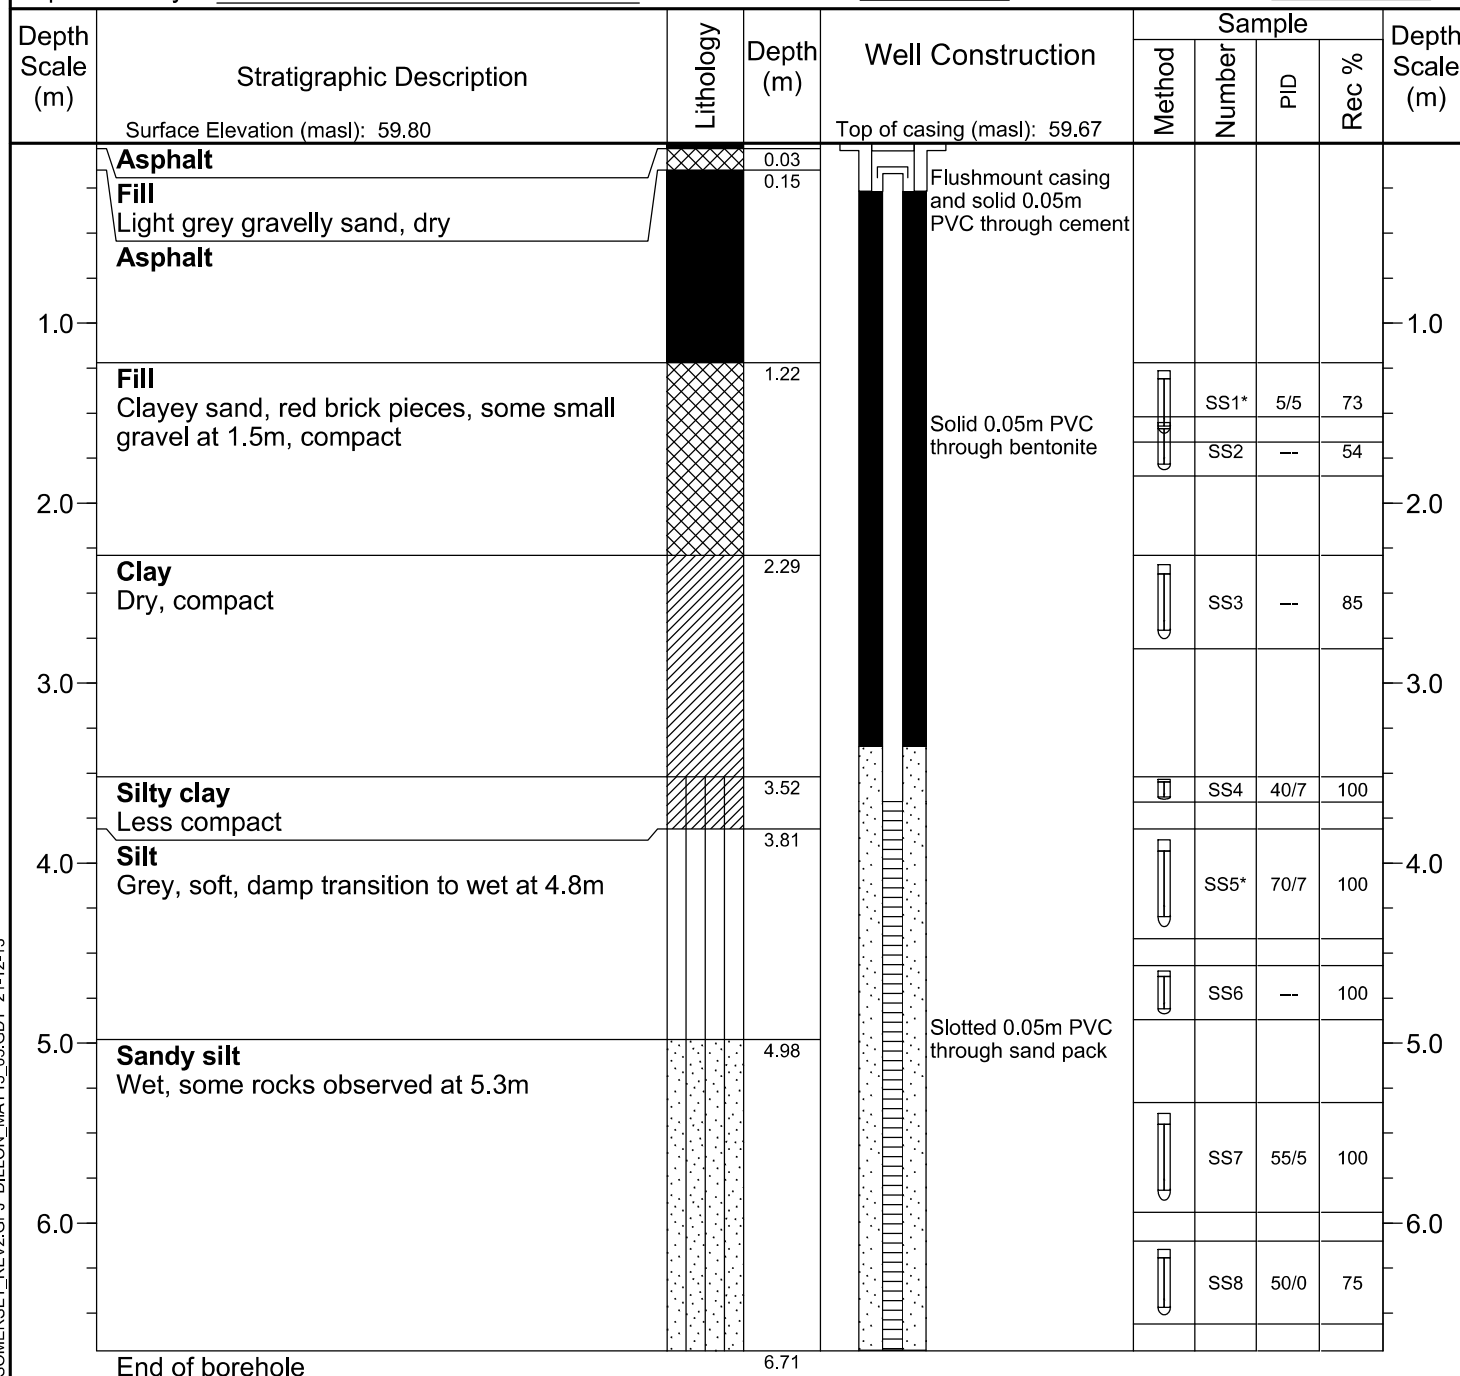 Depth
Scale
(m)
Stratigraphic Description
Surface Elevation (masl): 59.80
Lithology
Depth
(m)
Well Construction
Top of casing (masl): 59.67
Sample
Method
Number
PID
Rec %
Depth
Scale
(m)
Asphalt
0.03
Fill
Light grey gravelly sand, dry
0.15
Flushmount casing
and solid 0.05m
PVC through cement
Asphalt
1.0
1.0
Fill
Clayey sand, red brick pieces, some small
gravel at 1.5m, compact
1.22
Solid 0.05m PVC
through bentonite
SS1* 5/5 73
SS2 --- 54
2.0
2.0
Clay
Dry, compact
2.29
SS3 --- 85
3.0
3.0
Silty clay
Less compact
3.52
SS4 40/7 100
Silt
Grey, soft, damp transition to wet at 4.8m
3.81
4.0
4.0
SS5* 70/7 100
SS6 --- 100
Slotted 0.05m PVC
through sand pack
5.0
5.0
Sandy silt
Wet, some rocks observed at 5.3m
4.98
SS7 55/5 100
6.0
6.0
SS8 50/0 75
End of borehole
6.71